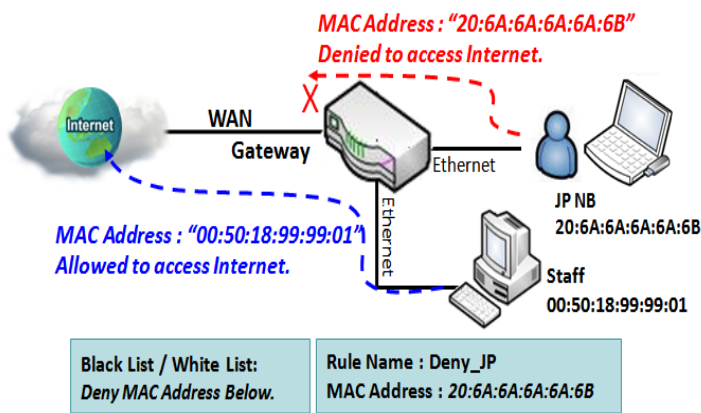 MAC Address : “20:6A:6A:6A:6A:6B”
Denied to access Internet.
Internet
WAN
Gateway
Ethernet
Ethernet
JP NB
20:6A:6A:6A:6A:6B
MAC Address : “00:50:18:99:99:01”
Allowed to access Internet.
Staff
00:50:18:99:99:01
Black List / White List:
Deny MAC Address Below.
Rule Name : Deny_JP
MAC Address : 20:6A:6A:6A:6A:6B